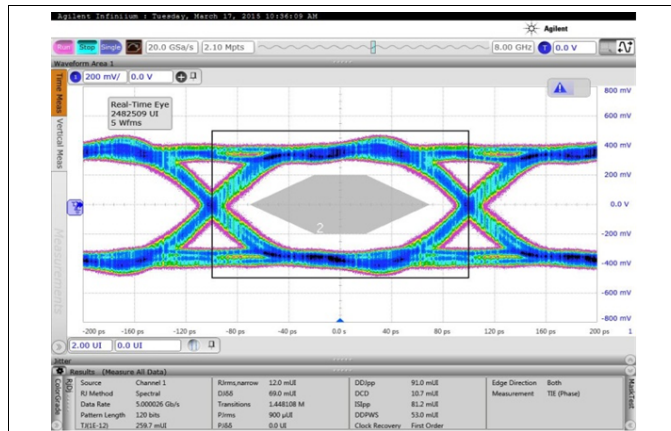 Agilent Infiniium : Tuesday, March 17, 2015 10:36:09 AM
Agilent
Run Stop Single 20.0 GSa/s 2.10 Mpts 8.00 GHz T 0.0 V
Waveform Area 1
1 200 mV/ 0.0 V
Time Meas
Vertical Meas
Measurements
Real-Time Eye
2482509 UI
5 Wfms
800 mV
600 mV
400 mV
200 mV
0.0 V
-200 mV
-400 mV
-600 mV
-800 mV
2
-200 ps -160 ps -120 ps -80 ps -40 ps 0.0 s 40 ps 80 ps 120 ps 160 ps 200 ps 1
2.00 UI 0.0 UI
Jitter
Results (Measure All Data)
ColorGrade
RJDJ
MaskTest
Source Channel 1 RJrms,narrow 12.0 mUI DDJpp 91.0 mUI Edge Direction Both
RJ Method Spectral DJδδ 69.0 mUI DCD 10.7 mUI Measurement TIE (Phase)
Data Rate 5.000026 Gb/s Transitions 1.448108 M ISIpp 81.2 mUI
Pattern Length 120 bits PJrms 900 μUI DDPWS 53.0 mUI
TJ(1E-12) 259.7 mUI PJδδ 0.0 UI Clock Recovery First Order